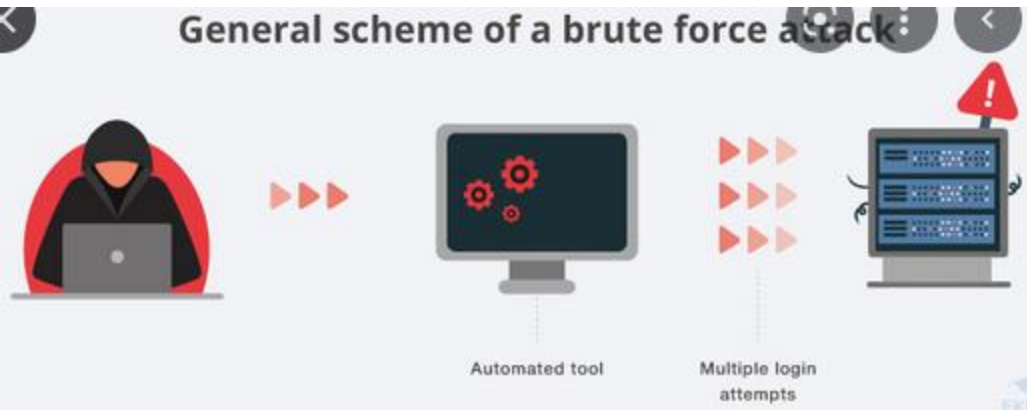 General scheme of a brute force attack
!
Automated tool
Multiple login
attempts